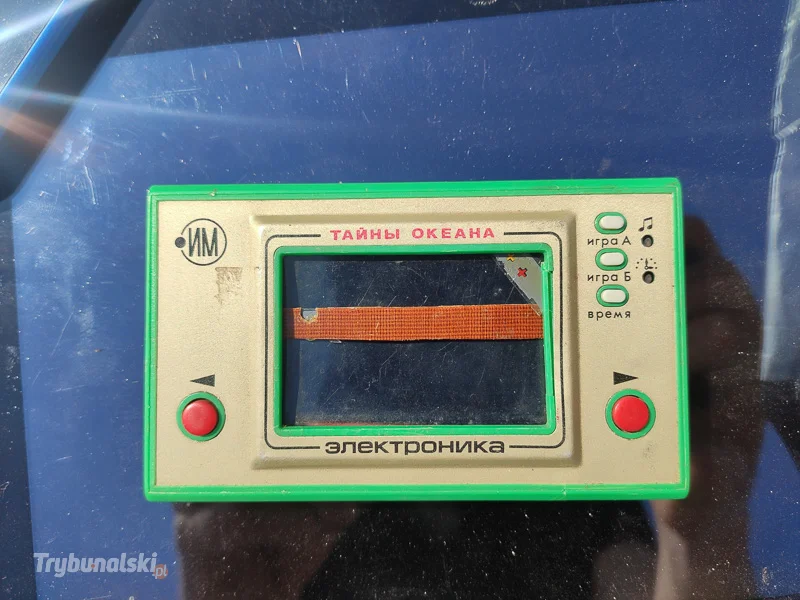 ИМ
ТАЙНЫ ОКЕАНА
игра А
игра Б
время
электроника
Trybunalski.pl